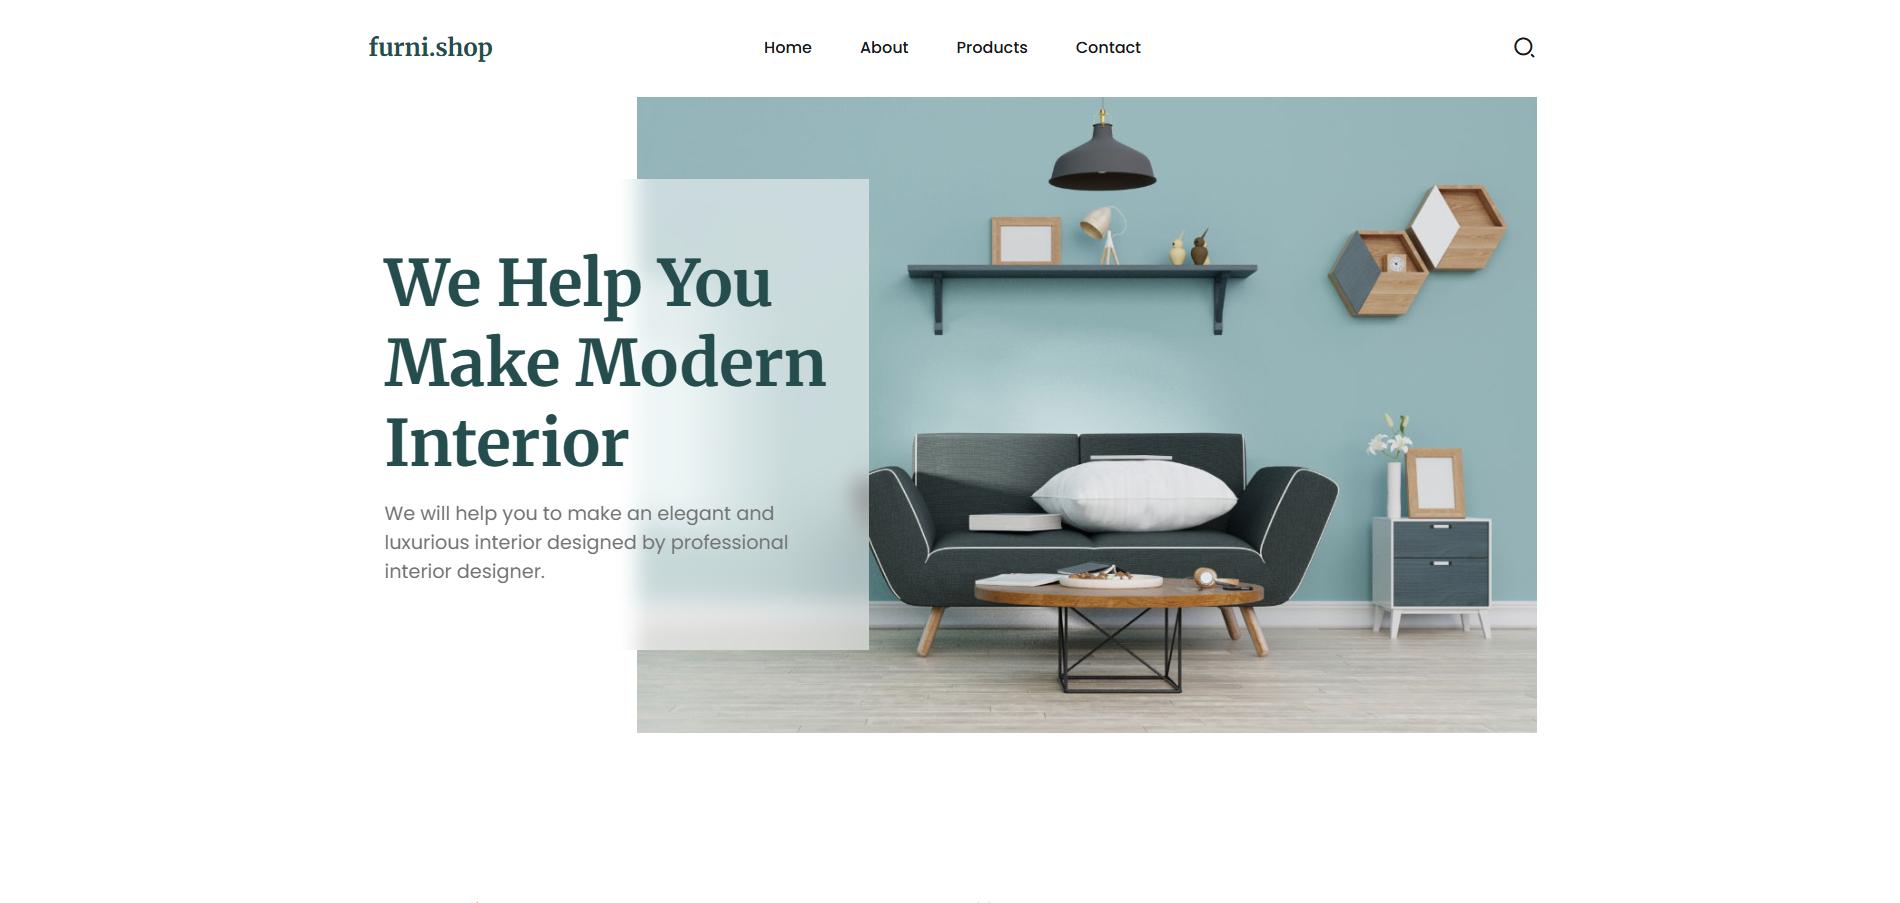 furni.shop
Home
About
Products
Contact
We Help You
Make Modern
Interior
We will help you to make an elegant and
luxurious interior designed by professional
interior designer.